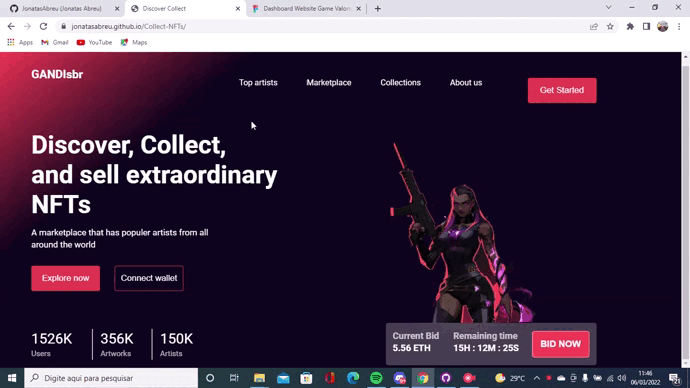 JonatasAbreu (Jonatas Abreu)
Discover Collect
Dashboard Website Game Valoran
jonatasabreu.github.io/Collect-NFTs/
Apps
Gmail
YouTube
Maps
GANDIsbr
Top artists
Marketplace
Collections
About us
Get Started
Discover, Collect,
and sell extraordinary
NFTs
A marketplace that has populer artists from all
around the world
Explore now
Connect wallet
1526K
Users
356K
Artworks
150K
Artists
Current Bid
5.56 ETH
Remaining time
15H : 12M : 25S
BID NOW
Digite aqui para pesquisar
29°C
11:46
06/03/2022